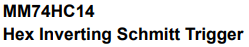 MM74HC14
Hex Inverting Schmitt Trigger